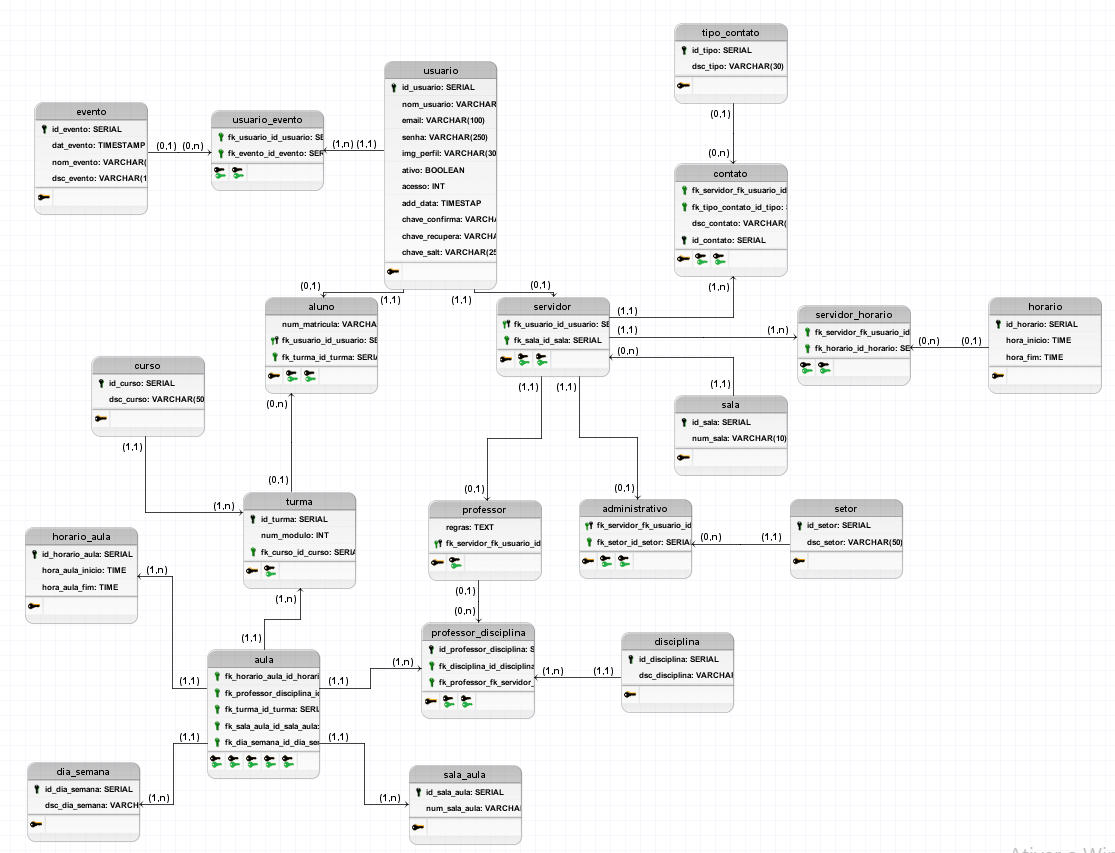 tipo_contato
id_tipo: SERIAL
dsc_tipo: VARCHAR(30)
(0,1)
(0,n)
usuario
id_usuario: SERIAL
nom_usuario: VARCHAR
email: VARCHAR(100)
senha: VARCHAR(250)
img_perfil: VARCHAR(30
ativo: BOOLEAN
acesso: INT
add_data: TIMESTAP
chave_confirma: VARCHA
chave_recupera: VARCHA
chave_salt: VARCHAR(25
evento
id_evento: SERIAL
dat_evento: TIMESTAMP
nom_evento: VARCHAR(
dsc_evento: VARCHAR(1
(0,1) (0,n)
usuario_evento
fk_usuario_id_usuario: SE
fk_evento_id_evento: SER
(1,n) (1,1)
contato
fk_servidor_fk_usuario_id
fk_tipo_contato_id_tipo:
dsc_contato: VARCHAR(
id_contato: SERIAL
(1,n)
(0,1)
(1,1)
(1,1)
(0,1)
aluno
num_matricula: VARCHA
fk_usuario_id_usuario: SE
fk_turma_id_turma: SERIA
(0,n)
(0,1)
servidor
fk_usuario_id_usuario: SE
fk_sala_id_sala: SERIAL
(1,1)
(1,1)
(1,n)
(0,n)
(1,1)
(1,1)
(1,1)
servidor_horario
fk_servidor_fk_usuario_id
fk_horario_id_horario: SE
(0,n) (0,1)
horario
id_horario: SERIAL
hora_inicio: TIME
hora_fim: TIME
curso
id_curso: SERIAL
dsc_curso: VARCHAR(50
(1,1)
(1,n)
sala
id_sala: SERIAL
num_sala: VARCHAR(10)
turma
id_turma: SERIAL
num_modulo: INT
fk_curso_id_curso: SERIA
(1,n)
(1,1)
(0,1)
professor
regras: TEXT
fk_servidor_fk_usuario_id
(0,1)
(0,n)
(0,1)
administrativo
fk_servidor_fk_usuario_id
fk_setor_id_setor: SERIA
(0,n) (1,1)
setor
id_setor: SERIAL
dsc_setor: VARCHAR(50)
horario_aula
id_horario_aula: SERIAL
hora_aula_inicio: TIME
hora_aula_fim: TIME
(1,n)
aula
fk_horario_aula_id_horari
fk_professor_disciplina_id
fk_turma_id_turma: SERI
fk_sala_aula_id_sala_aula:
fk_dia_semana_id_dia_se
(1,1)
(1,1)
(1,n)
(1,1)
(1,1)
professor_disciplina
id_professor_disciplina: S
fk_disciplina_id_disciplina
fk_professor_fk_servidor_
(1,n) (1,1)
disciplina
id_disciplina: SERIAL
dsc_disciplina: VARCHA
dia_semana
id_dia_semana: SERIAL
dsc_dia_semana: VARCH
(1,n)
(1,n)
sala_aula
id_sala_aula: SERIAL
num_sala_aula: VARCHA